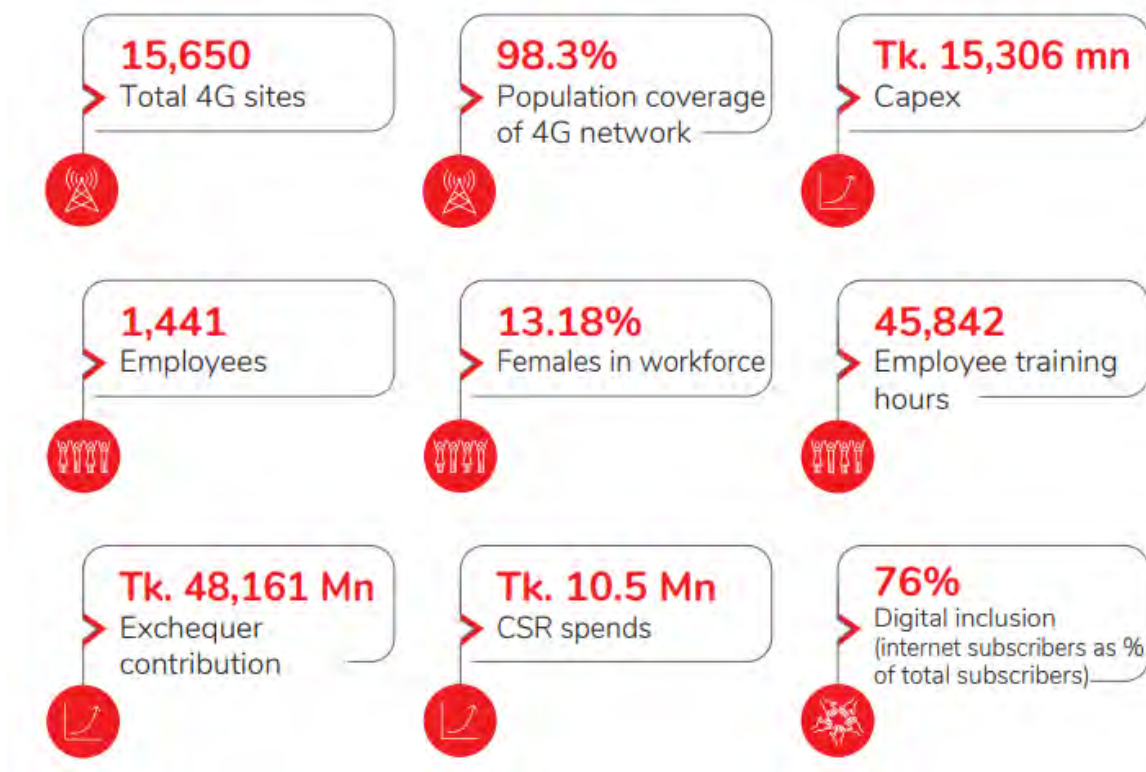 15,650
Total 4G sites
98.3%
Population coverage
of 4G network
Tk. 15,306 mn
Capex
1,441
Employees
13.18%
Females in workforce
45,842
Employee training
hours
Tk. 48,161 Mn
Exchequer
contribution
Tk. 10.5 Mn
CSR spends
76%
Digital inclusion
(internet subscribers as %
of total subscribers)